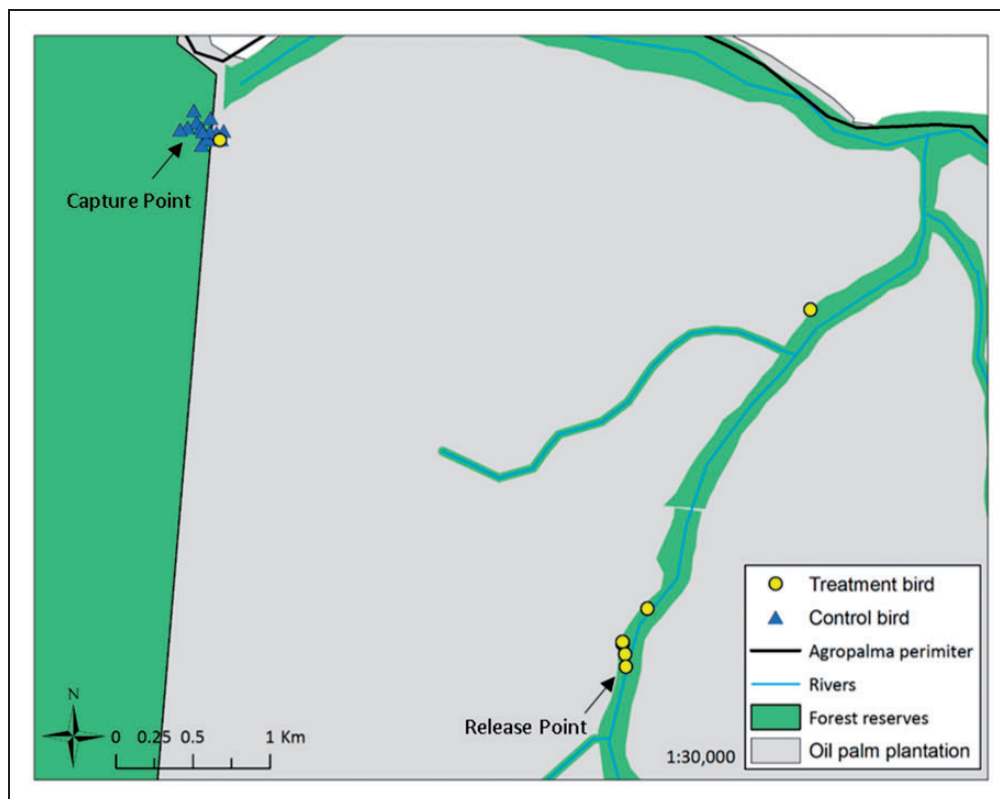 Capture Point
Release Point
Treatment bird
Control bird
Agropalma perimiter
Rivers
Forest reserves
Oil palm plantation
N
0 0.25 0.5 1 Km
1:30,000